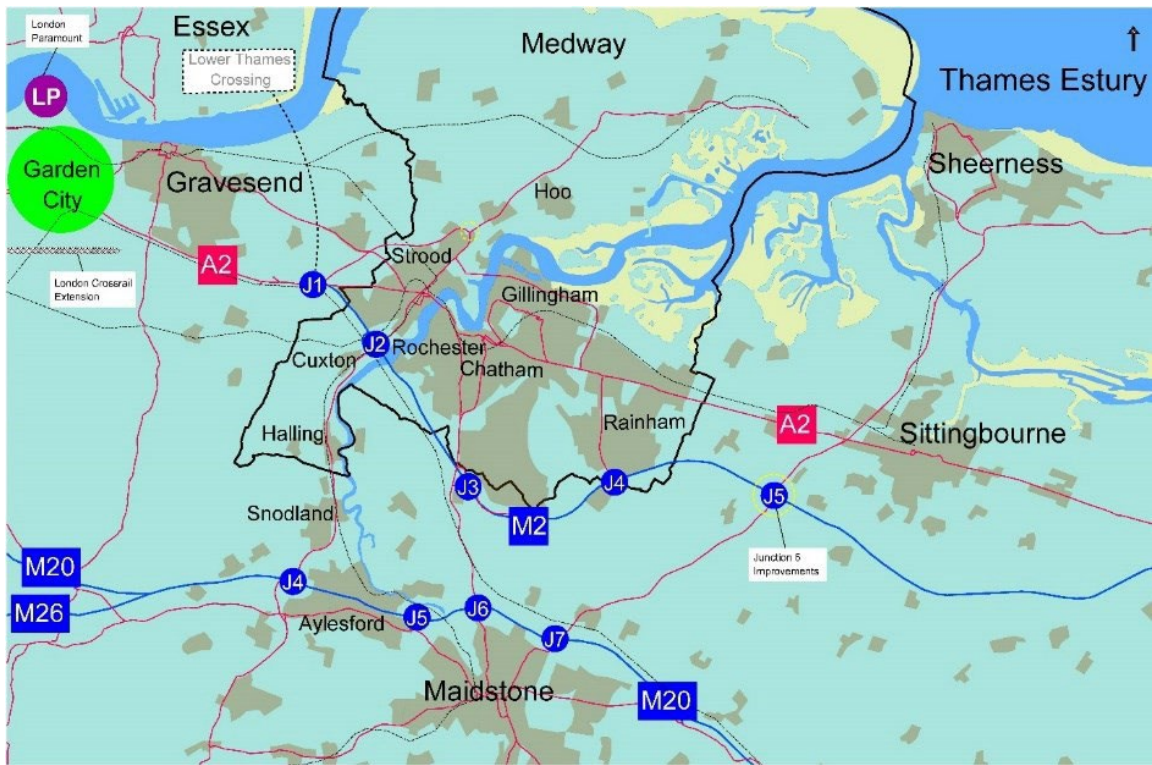 London
Paramount
Essex
Medway
Lower Thames
Crossing
Thames Estury
LP
Garden
City
Gravesend
Hoo
Sheerness
A2
Strood
London Crossrail
Extension
J1
Gillingham
J2
Rochester
Cuxton
Chatham
Halling
Rainham
A2
Sittingbourne
J3
J4
J5
Snodland
M2
Junction 5
Improvements
M20
J4
M26
J5
J6
Aylesford
J7
Maidstone
M20